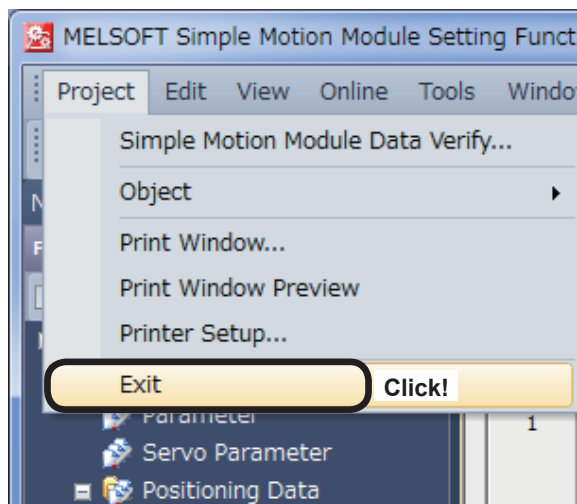 MELSOFT Simple Motion Module Setting Funct
Project Edit View Online Tools Windo
Simple Motion Module Data Verify...
Object
Print Window...
Print Window Preview
Printer Setup...
Exit Click!
Parameter 1
Servo Parameter
Positioning Data